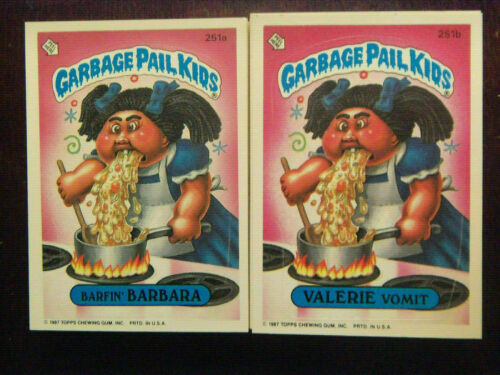 251a
GARBAGE PAIL KIDS
BARFIN' BARBARA
© 1987 TOPPS CHEWING GUM, INC. PRTD. IN U.S.A.
251b
GARBAGE PAIL KIDS
VALERIE VOMIT
© 1987 TOPPS CHEWING GUM, INC. PRTD. IN U.S.A.